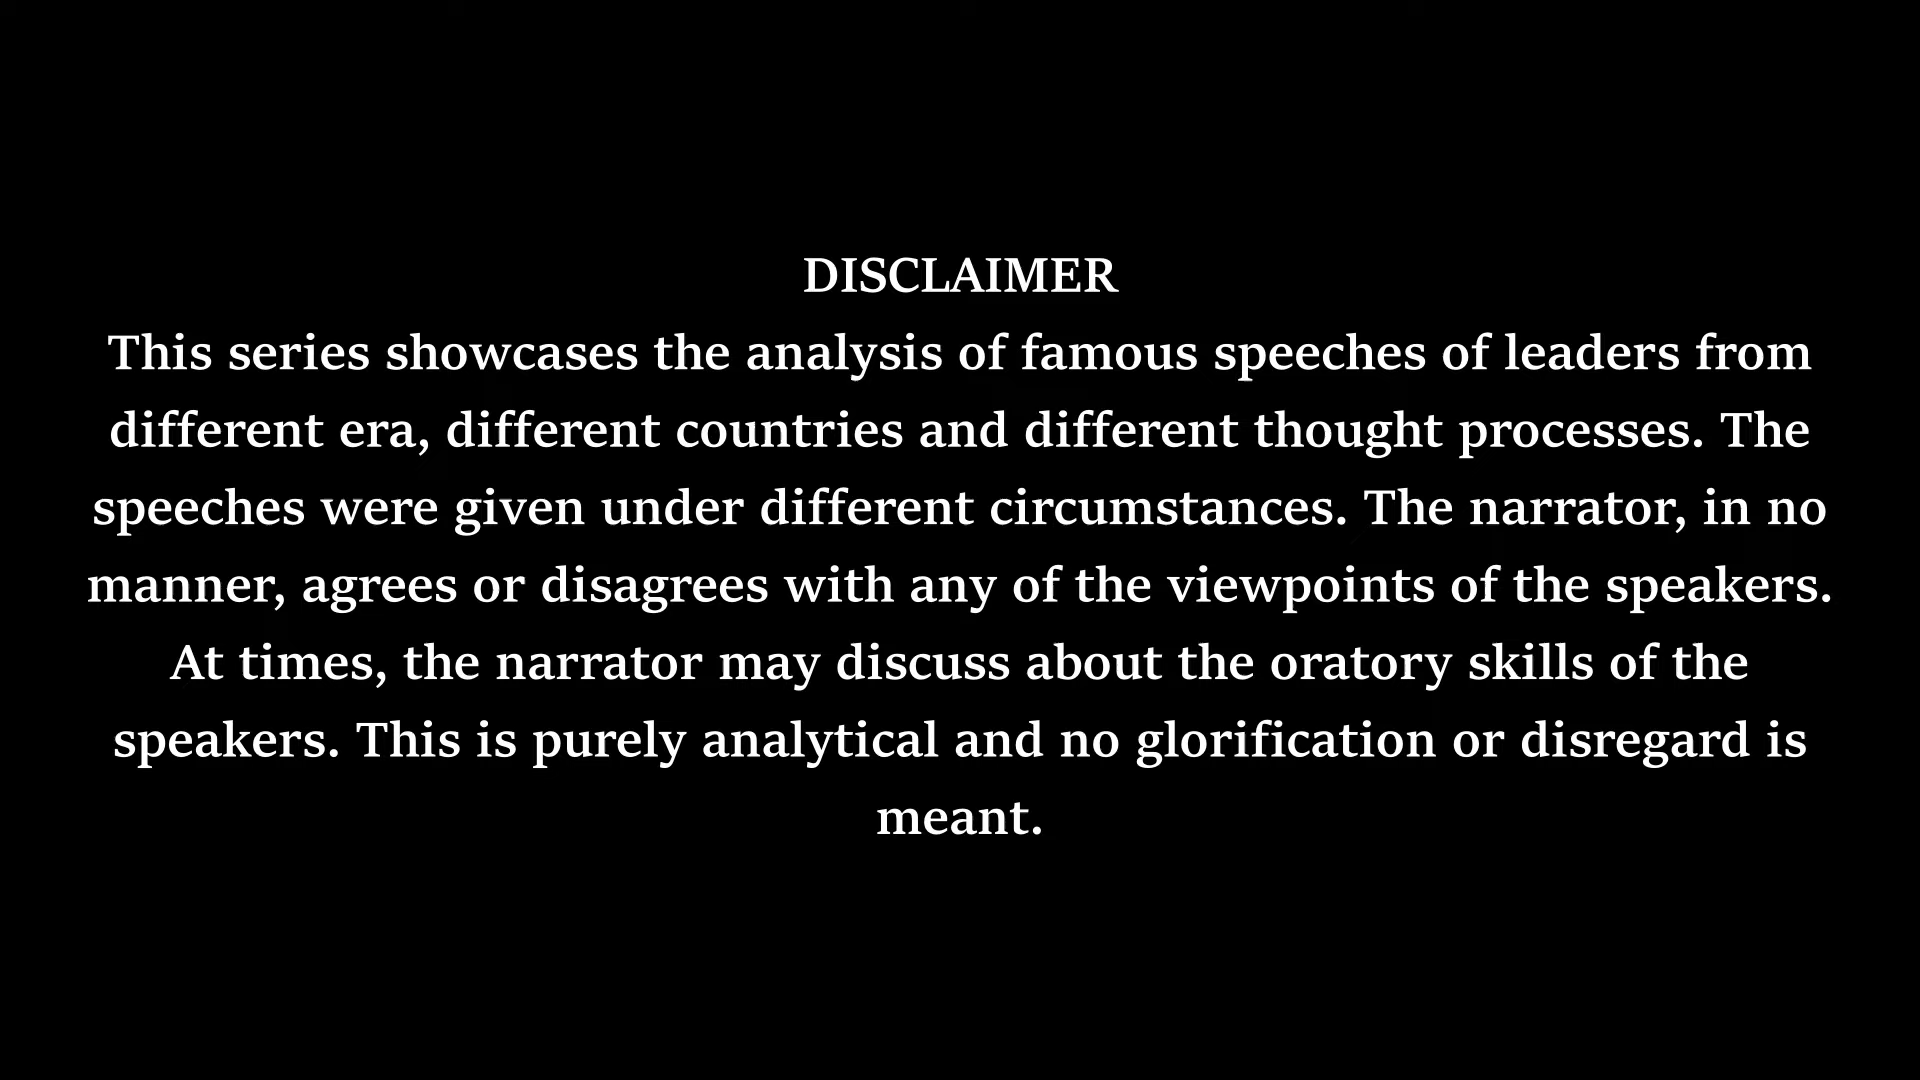 DISCLAIMER
This series showcases the analysis of famous speeches of leaders from
different era, different countries and different thought processes. The
speeches were given under different circumstances. The narrator, in no
manner, agrees or disagrees with any of the viewpoints of the speakers.
At times, the narrator may discuss about the oratory skills of the
speakers. This is purely analytical and no glorification or disregard is
meant.